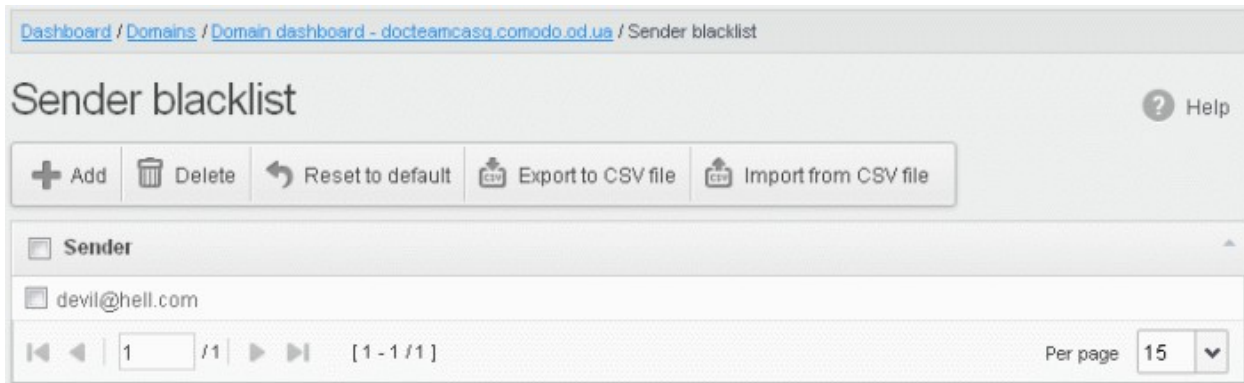 Dashboard / Domains / Domain dashboard - docteamcasq.comodo.od.ua / Sender blacklist
Sender blacklist
? Help
Add Delete Reset to default CSV Export to CSV file CSV Import from CSV file
Sender
devil@hell.com
1 /1 [ 1 - 1 / 1 ] Per page 15